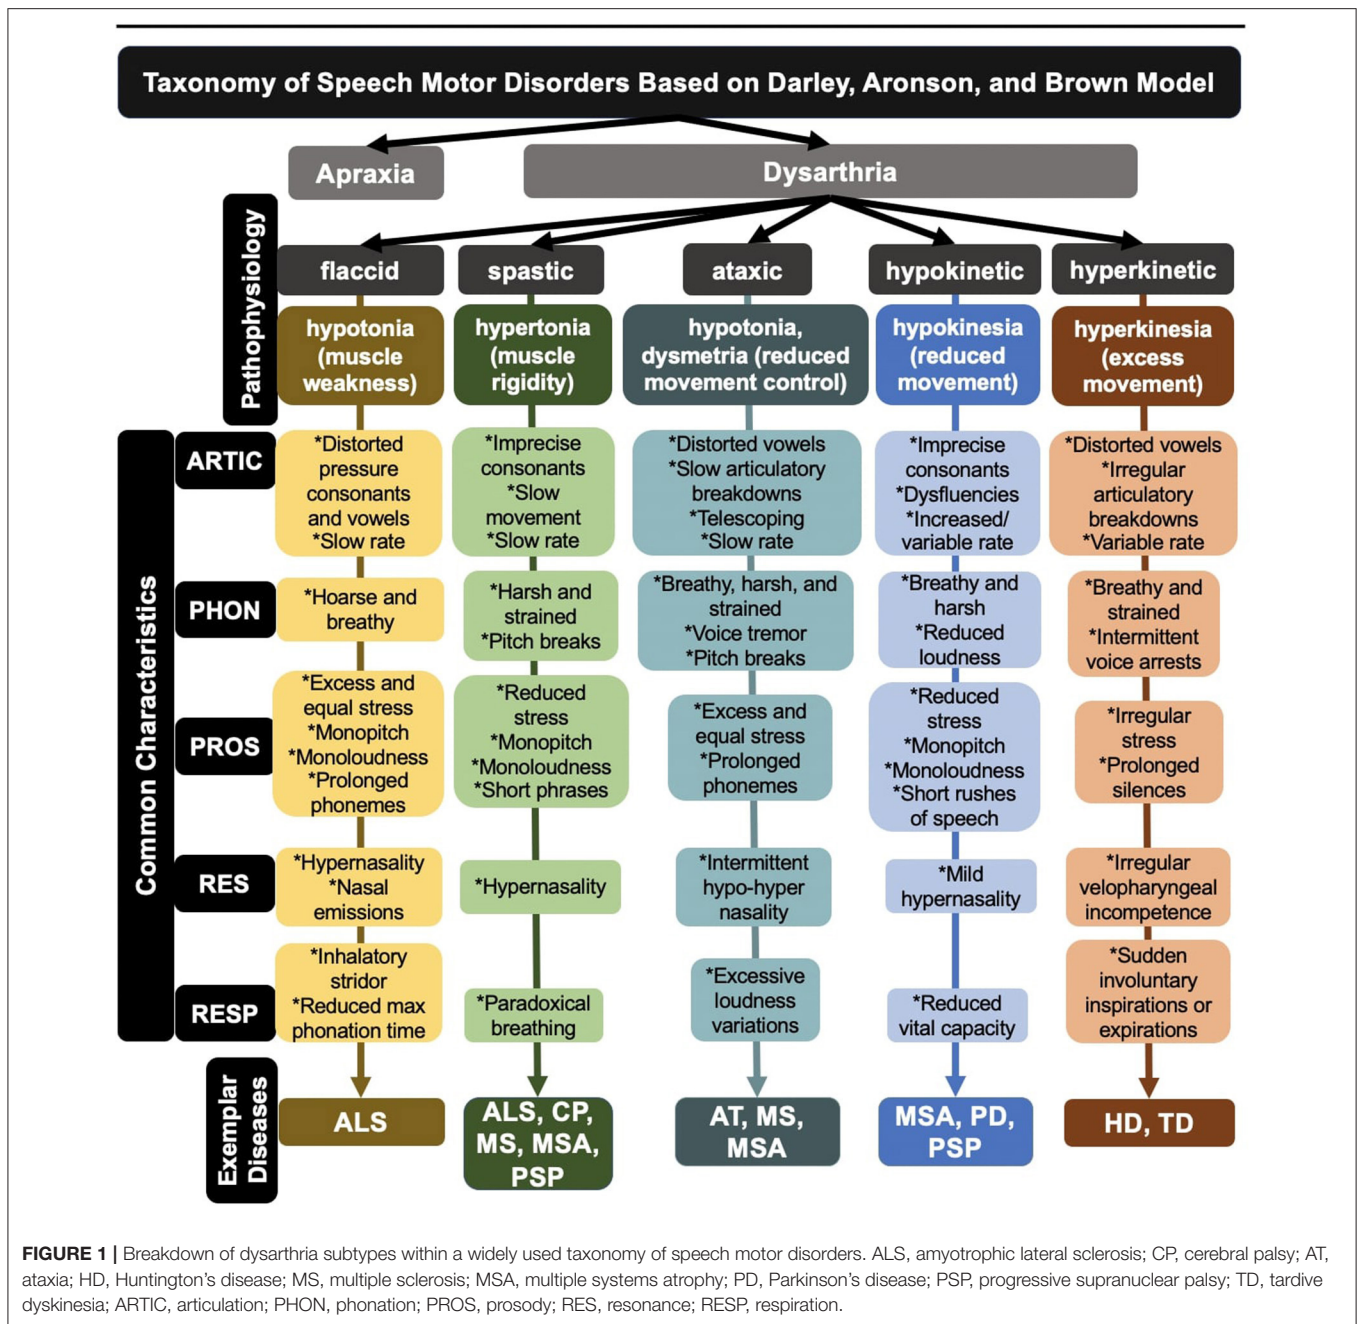 Taxonomy of Speech Motor Disorders Based on Darley, Aronson, and Brown Model
Apraxia
Dysarthria
Pathophysiology
flaccid
spastic
ataxic
hypokinetic
hyperkinetic
hypotonia
(muscle
weakness)
hypertonia
(muscle
rigidity)
hypotonia,
dysmetria (reduced
movement control)
hypokinesia
(reduced
movement)
hyperkinesia
(excess
movement)
Common Characteristics
ARTIC
*Distorted
pressure
consonants
and vowels
*Slow rate
*Imprecise
consonants
*Slow
movement
*Slow rate
*Distorted vowels
*Slow articulatory
breakdowns
*Telescoping
*Slow rate
*Imprecise
consonants
*Dysfluencies
*Increased/
variable rate
*Distorted vowels
*Irregular
articulatory
breakdowns
*Variable rate
PHON
*Hoarse and
breathy
*Harsh and
strained
*Pitch breaks
*Breathy, harsh, and
strained
*Voice tremor
*Pitch breaks
*Breathy and
harsh
*Reduced
loudness
*Breathy and
strained
*Intermittent
voice arrests
PROS
*Excess and
equal stress
*Monopitch
*Monoloudness
*Prolonged
phonemes
*Reduced
stress
*Monopitch
*Monoloudness
*Short phrases
*Excess and
equal stress
*Prolonged
phonemes
*Reduced
stress
*Monopitch
*Monoloudness
*Short rushes
of speech
*Irregular
stress
*Prolonged
silences
RES
*Hypernasality
*Nasal
emissions
*Hypernasality
*Intermittent
hypo-hyper
nasality
*Mild
hypernasality
*Irregular
velopharyngeal
incompetence
RESP
*Inhalatory
stridor
*Reduced max
phonation time
*Paradoxical
breathing
*Excessive
loudness
variations
*Reduced
vital capacity
*Sudden
involuntary
inspirations or
expirations
Exemplar
Diseases
ALS
ALS, CP,
MS, MSA,
PSP
AT, MS,
MSA
MSA, PD,
PSP
HD, TD
FIGURE 1 | Breakdown of dysarthria subtypes within a widely used taxonomy of speech motor disorders. ALS, amyotrophic lateral sclerosis; CP, cerebral palsy; AT,
ataxia; HD, Huntington's disease; MS, multiple sclerosis; MSA, multiple systems atrophy; PD, Parkinson's disease; PSP, progressive supranuclear palsy; TD, tardive
dyskinesia; ARTIC, articulation; PHON, phonation; PROS, prosody; RES, resonance; RESP, respiration.